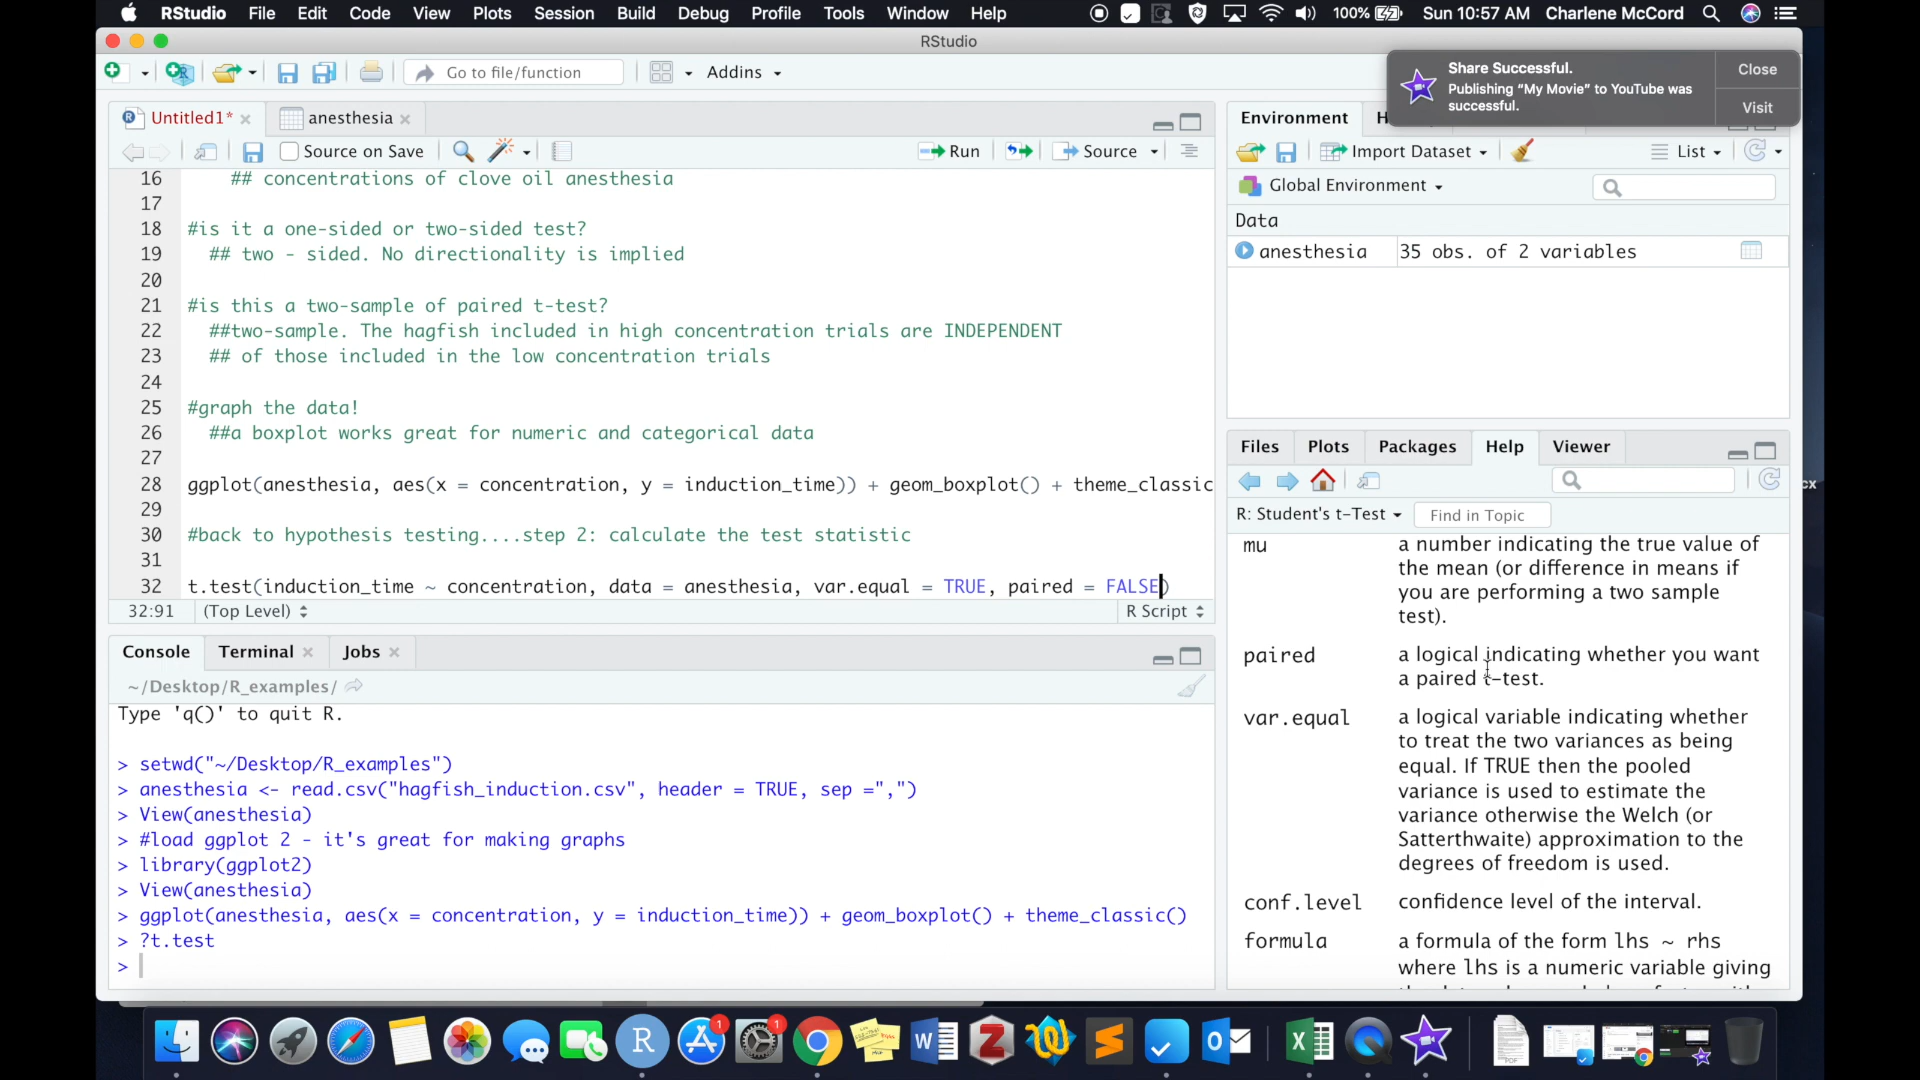 RStudio File Edit Code View Plots Session Build Debug Profile Tools Window Help 100% Sun 10:57 AM Charlene McCord
RStudio
Go to file/function Addins
Share Successful.
Publishing “My Movie” to YouTube was
successful.
Close
Visit
Untitled1* anesthesia
Source on Save Run Source
16 ## concentrations of clove oil anesthesia
17
18 #is it a one-sided or two-sided test?
19 ## two - sided. No directionality is implied
20
21 #is this a two-sample of paired t-test?
22 ##two-sample. The hagfish included in high concentration trials are INDEPENDENT
23 ## of those included in the low concentration trials
24
25 #graph the data!
26 ##a boxplot works great for numeric and categorical data
27
28 ggplot(anesthesia, aes(x = concentration, y = induction_time)) + geom_boxplot() + theme_classic
29
30 #back to hypothesis testing....step 2: calculate the test statistic
31
32 t.test(induction_time ~ concentration, data = anesthesia, var.equal = TRUE, paired = FALSE)
32:91 (Top Level) R Script
Console Terminal Jobs
~/Desktop/R_examples/
Type 'q()' to quit R.
> setwd("~/Desktop/R_examples")
> anesthesia <- read.csv("hagfish_induction.csv", header = TRUE, sep =",")
> View(anesthesia)
> #load ggplot 2 - it's great for making graphs
> library(ggplot2)
> View(anesthesia)
> ggplot(anesthesia, aes(x = concentration, y = induction_time)) + geom_boxplot() + theme_classic()
> ?t.test
>
Environment H
Import Dataset List
Global Environment
Data
anesthesia 35 obs. of 2 variables
Files Plots Packages Help Viewer
R: Student's t-Test Find in Topic
mu a number indicating the true value of
the mean (or difference in means if
you are performing a two sample
test).
paired a logical indicating whether you want
a paired t-test.
var.equal a logical variable indicating whether
to treat the two variances as being
equal. If TRUE then the pooled
variance is used to estimate the
variance otherwise the Welch (or
Satterthwaite) approximation to the
degrees of freedom is used.
conf.level confidence level of the interval.
formula a formula of the form lhs ~ rhs
where lhs is a numeric variable giving
cx
1
1
PDF